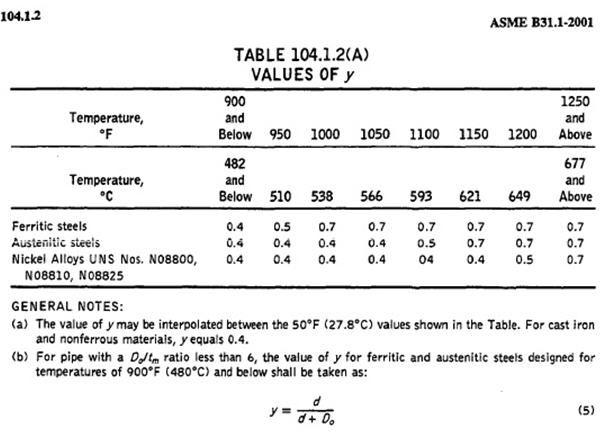 104.1.2
ASME B31.1-2001
TABLE 104.1.2(A)
VALUES OF y
Temperature, °F 900 and Below 950 1000 1050 1100 1150 1200 1250 and Above
Temperature, °C 482 and Below 510 538 566 593 621 649 677 and Above
Ferritic steels 0.4 0.5 0.7 0.7 0.7 0.7 0.7 0.7
Austenitic steels 0.4 0.4 0.4 0.4 0.5 0.7 0.7 0.7
Nickel Alloys UNS Nos. N08800, 0.4 0.4 0.4 0.4 04 0.4 0.5 0.7
N08810, N08825
GENERAL NOTES:
(a) The value of y may be interpolated between the 50°F (27.8°C) values shown in the Table. For cast iron
and nonferrous materials, y equals 0.4.
(b) For pipe with a Do/tm ratio less than 6, the value of y for ferritic and austenitic steels designed for
temperatures of 900°F (480°C) and below shall be taken as:
y = d / d + Do (5)